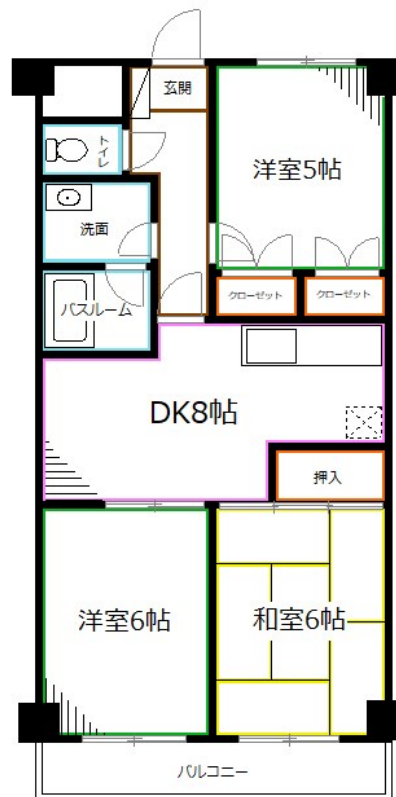 玄関
トイレ
洋室5帖
洗面
クローゼット
クローゼット
バスルーム
DK8帖
押入
洋室6帖
和室6帖
バルコニー